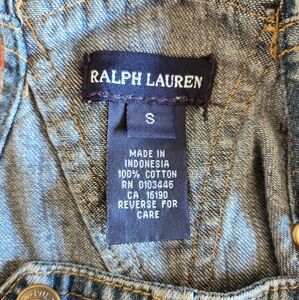 RALPH LAUREN
S
MADE IN
INDONESIA
100% COTTON
RN 0103446
CA 16190
REVERSE FOR
CARE